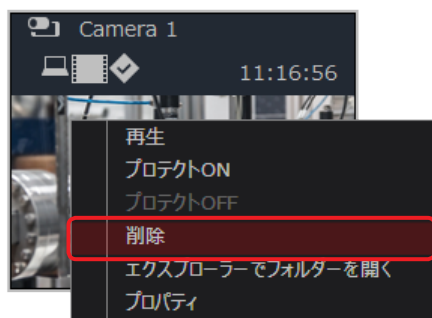 Camera 1
11:16:56
再生
プロテクトON
プロテクトOFF
削除
エクスプローラーでフォルダーを開く
プロパティ